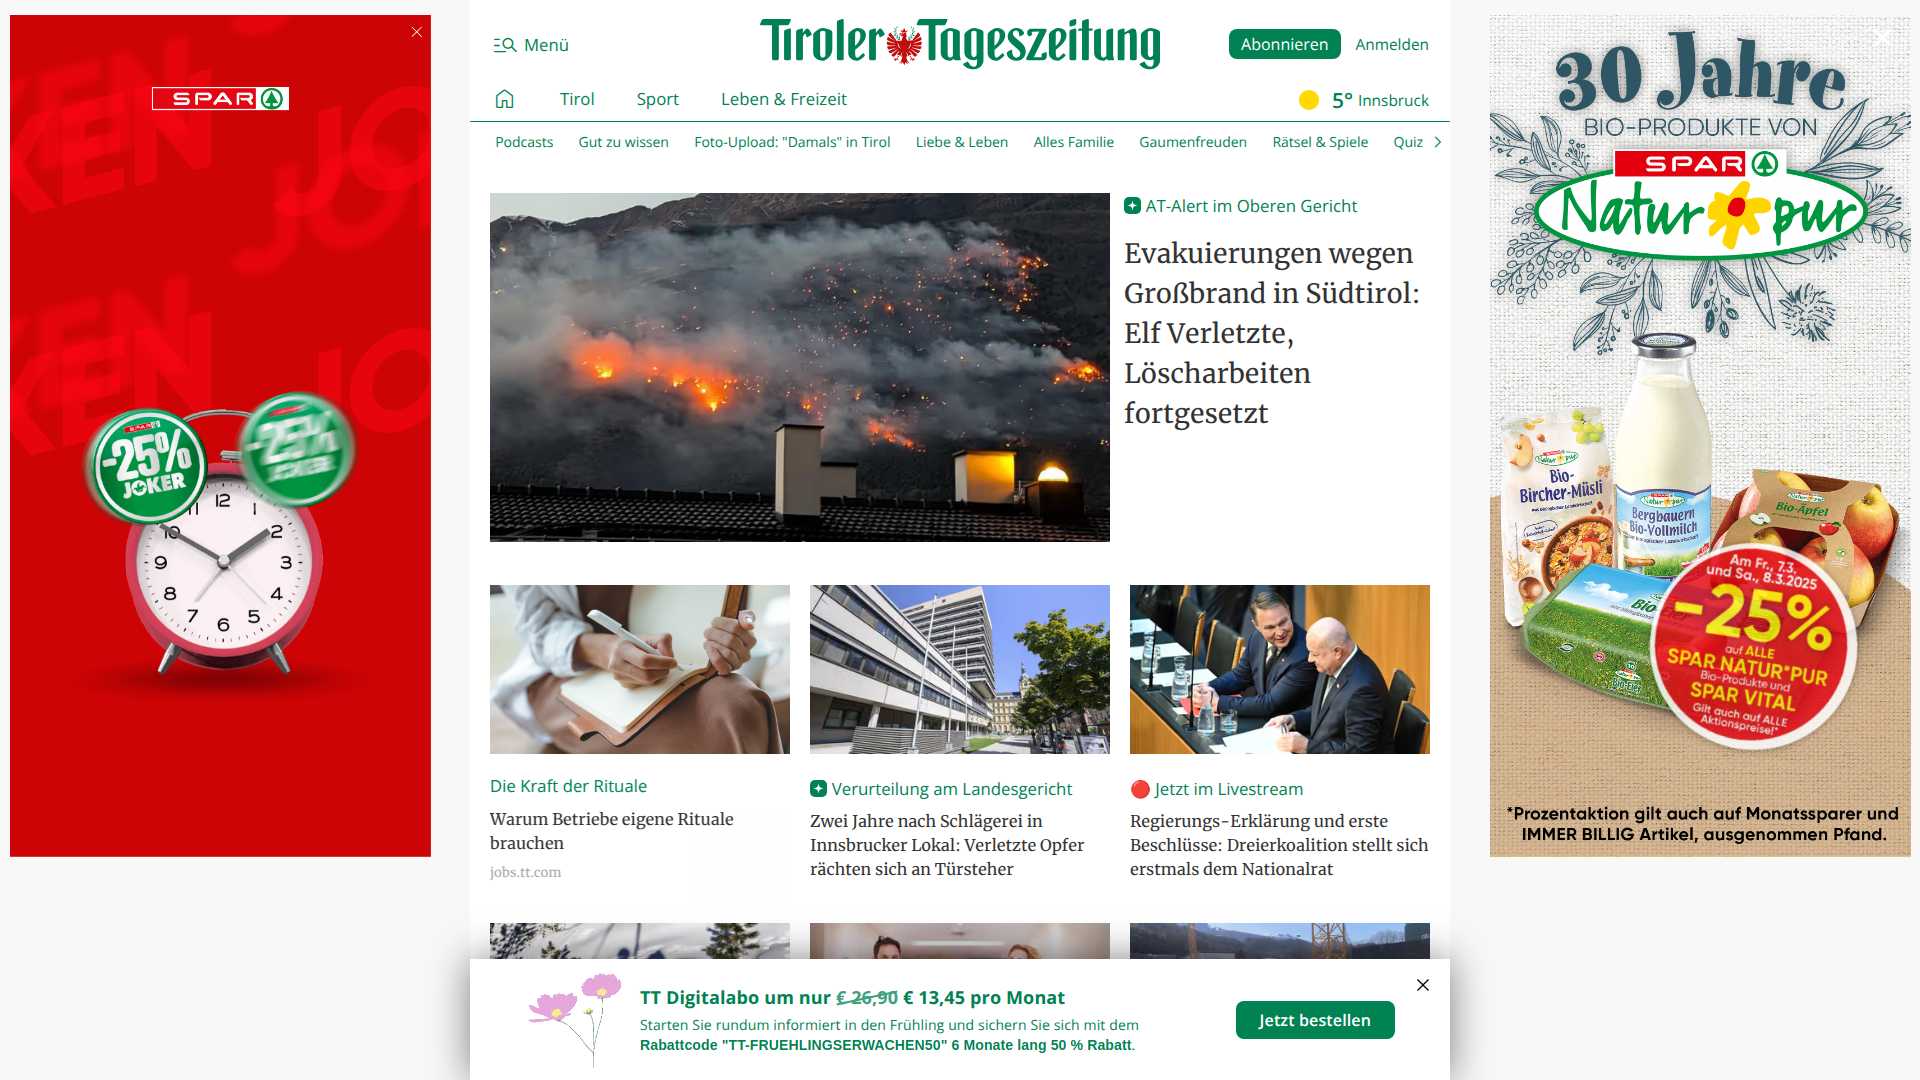 Menü
Tiroler Tageszeitung
Abonnieren
Anmelden
Tirol
Sport
Leben & Freizeit
5° Innsbruck
Podcasts
Gut zu wissen
Foto-Upload: "Damals" in Tirol
Liebe & Leben
Alles Familie
Gaumenfreuden
Rätsel & Spiele
Quiz
SPAR
JOKER
-25%
JOKER
-25%
JOKER
12
1
2
3
4
5
6
7
8
9
10
11
AT-Alert im Oberen Gericht
Evakuierungen wegen
Großbrand in Südtirol:
Elf Verletzte,
Löscharbeiten
fortgesetzt
Die Kraft der Rituale
Warum Betriebe eigene Rituale
brauchen
jobs.tt.com
Verurteilung am Landesgericht
Zwei Jahre nach Schlägerei in
Innsbrucker Lokal: Verletzte Opfer
rächten sich an Türsteher
Jetzt im Livestream
Regierungs-Erklärung und erste
Beschlüsse: Dreierkoalition stellt sich
erstmals dem Nationalrat
TT Digitalabo um nur € 26,90 € 13,45 pro Monat
Starten Sie rundum informiert in den Frühling und sichern Sie sich mit dem
Rabattcode "TT-FRUEHLINGSERWACHEN50" 6 Monate lang 50 % Rabatt.
Jetzt bestellen
30 Jahre
BIO-PRODUKTE VON
SPAR
Natur pur
Bio-
Bircher-Müsli
Bergbauern
Bio-Vollmilch
Bio-Äpfel
Bio
Am Fr., 7.3.
und Sa., 8.3.2025
-25%
auf ALLE
SPAR NATUR*PUR
Bio-Produkte und
SPAR VITAL
Gilt auch auf ALLE
Aktionspreise!*
*Prozentaktion gilt auch auf Monatssparer und
IMMER BILLIG Artikel, ausgenommen Pfand.